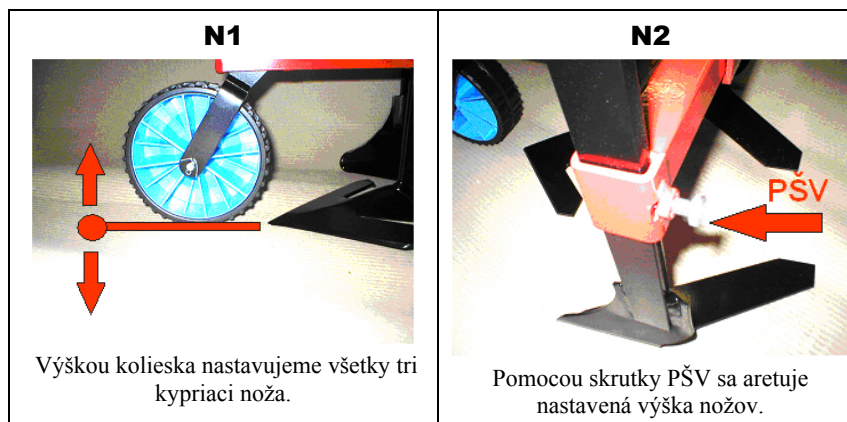 N1
Výškou kolieska nastavujeme všetky tri
kypriaci noža.
N2
PŠV
Pomocou skrutky PŠV sa aretuje
nastavená výška nožov.